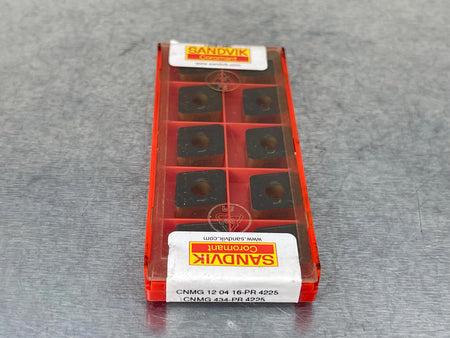 SANDVIK
Coromant
www.sandvik.com
www.sandvik.com
SANDVIK
Coromant
CNMG 12 04 16-PR 4225
CNMG 434-PR 4225